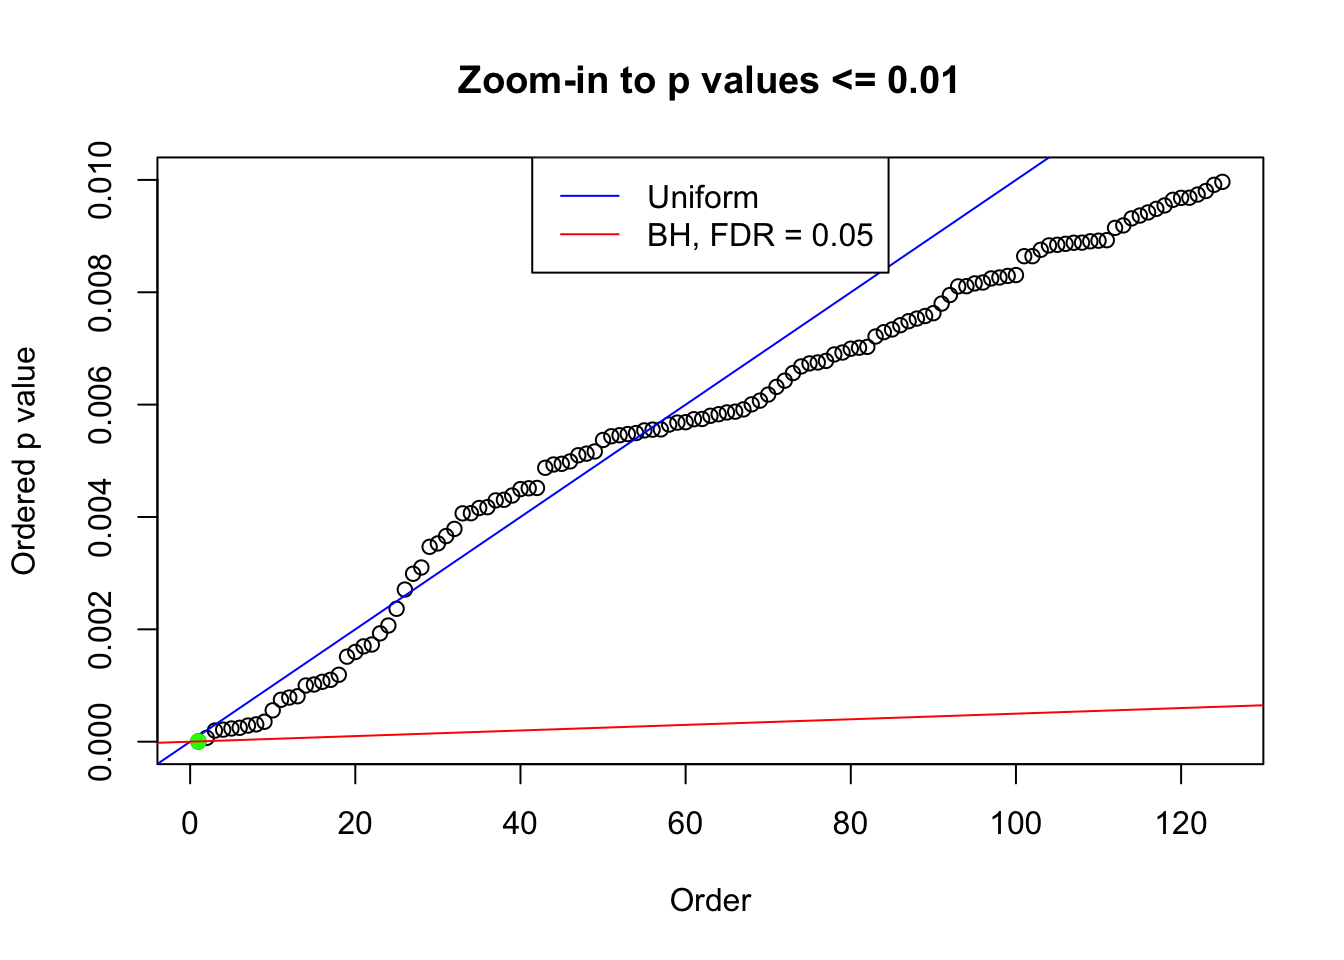 Zoom-in to p values <= 0.01
Uniform
BH, FDR = 0.05
Ordered p value
0.010
0.008
0.006
0.004
0.002
0.000
0 20 40 60 80 100 120
Order